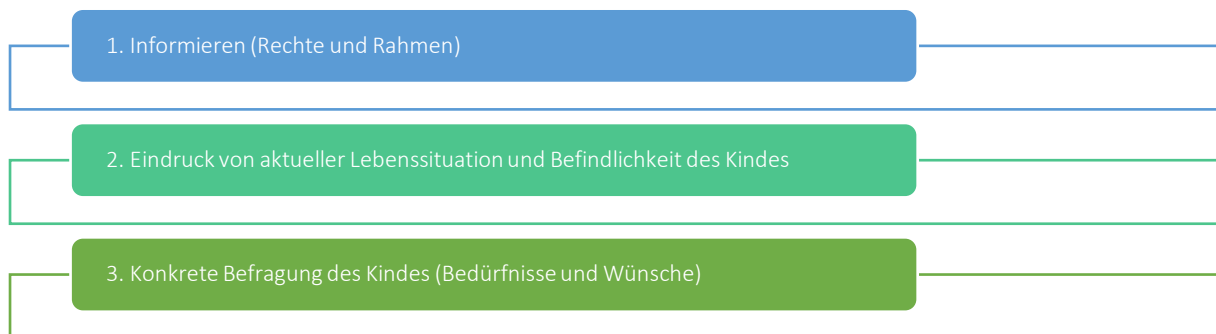 1. Informieren (Rechte und Rahmen)
2. Eindruck von aktueller Lebenssituation und Befindlichkeit des Kindes
3. Konkrete Befragung des Kindes (Bedürfnisse und Wünsche)